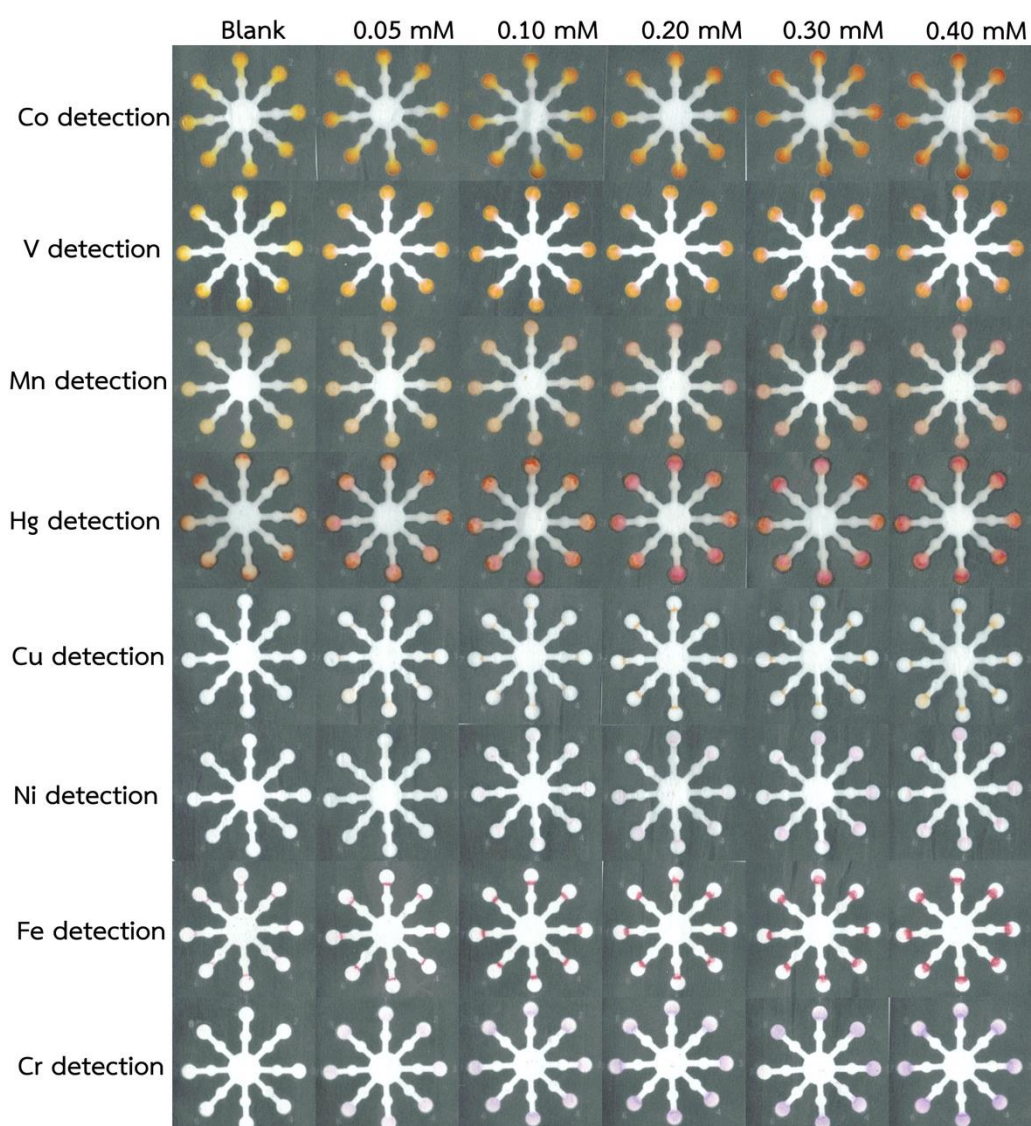 Blank 0.05 mM 0.10 mM 0.20 mM 0.30 mM 0.40 mM
Co detection
V detection
Mn detection
Hg detection
Cu detection
Ni detection
Fe detection
Cr detection